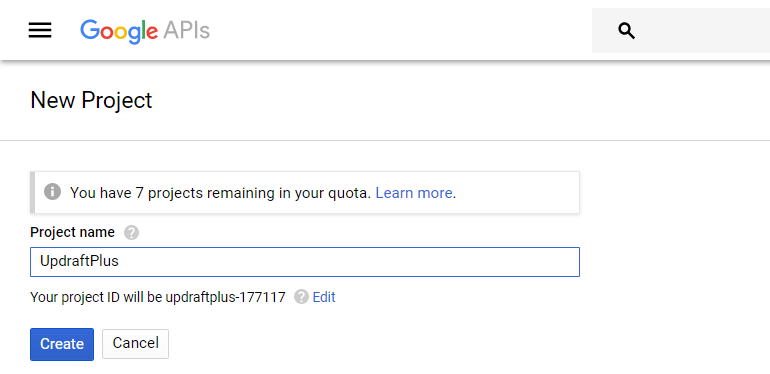 Google APIs
New Project
You have 7 projects remaining in your quota. Learn more.
Project name
UpdraftPlus
Your project ID will be updraftplus-177117 Edit
Create Cancel